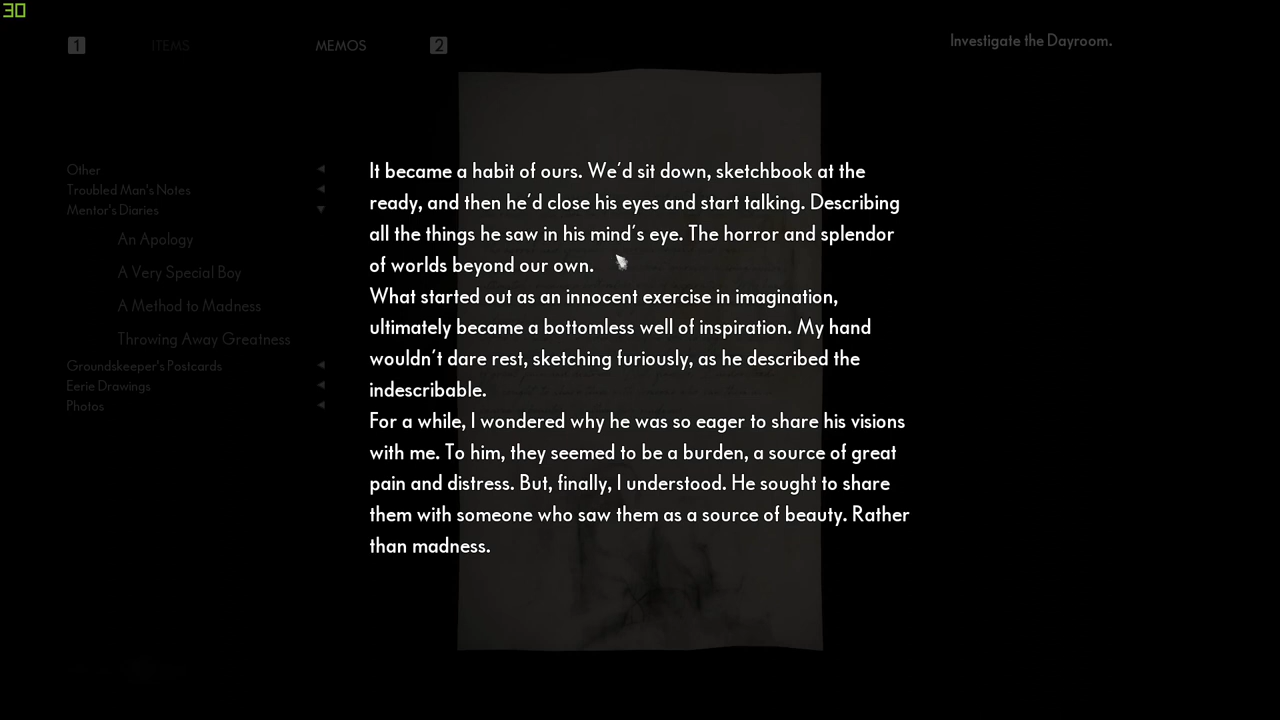 30
1
ITEMS
MEMOS
2
Investigate the Dayroom.
Other
Troubled Man's Notes
Mentor's Diaries
An Apology
A Very Special Boy
A Method to Madness
Throwing Away Greatness
Groundskeeper's Postcards
Eerie Drawings
Photos
It became a habit of ours. We'd sit down, sketchbook at the
ready, and then he'd close his eyes and start talking. Describing
all the things he saw in his mind's eye. The horror and splendor
of worlds beyond our own.
What started out as an innocent exercise in imagination,
ultimately became a bottomless well of inspiration. My hand
wouldn't dare rest, sketching furiously, as he described the
indescribable.
For a while, I wondered why he was so eager to share his visions
with me. To him, they seemed to be a burden, a source of great
pain and distress. But, finally, I understood. He sought to share
them with someone who saw them as a source of beauty. Rather
than madness.